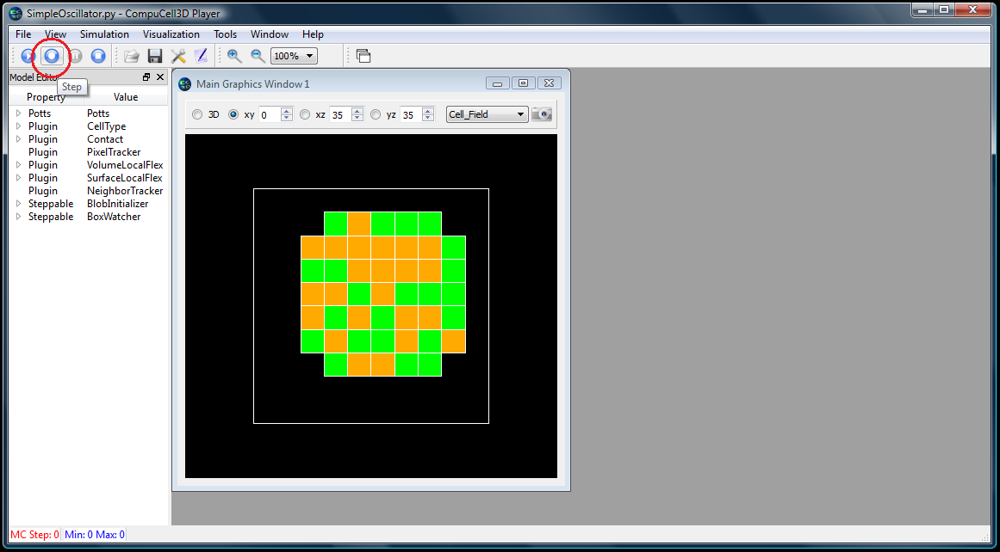 SimpleOscillator.py - CompuCell3D Player
File View Simulation Visualization Tools Window Help
100%
Model Editor
Step
Property Value
Potts Potts
Plugin CellType
Plugin Contact
Plugin PixelTracker
Plugin VolumeLocalFlex
Plugin SurfaceLocalFlex
Plugin NeighborTracker
Steppable BlobInitializer
Steppable BoxWatcher
Main Graphics Window 1
3D xy 0 xz 35 yz 35 Cell_Field
MC Step: 0 Min: 0 Max: 0